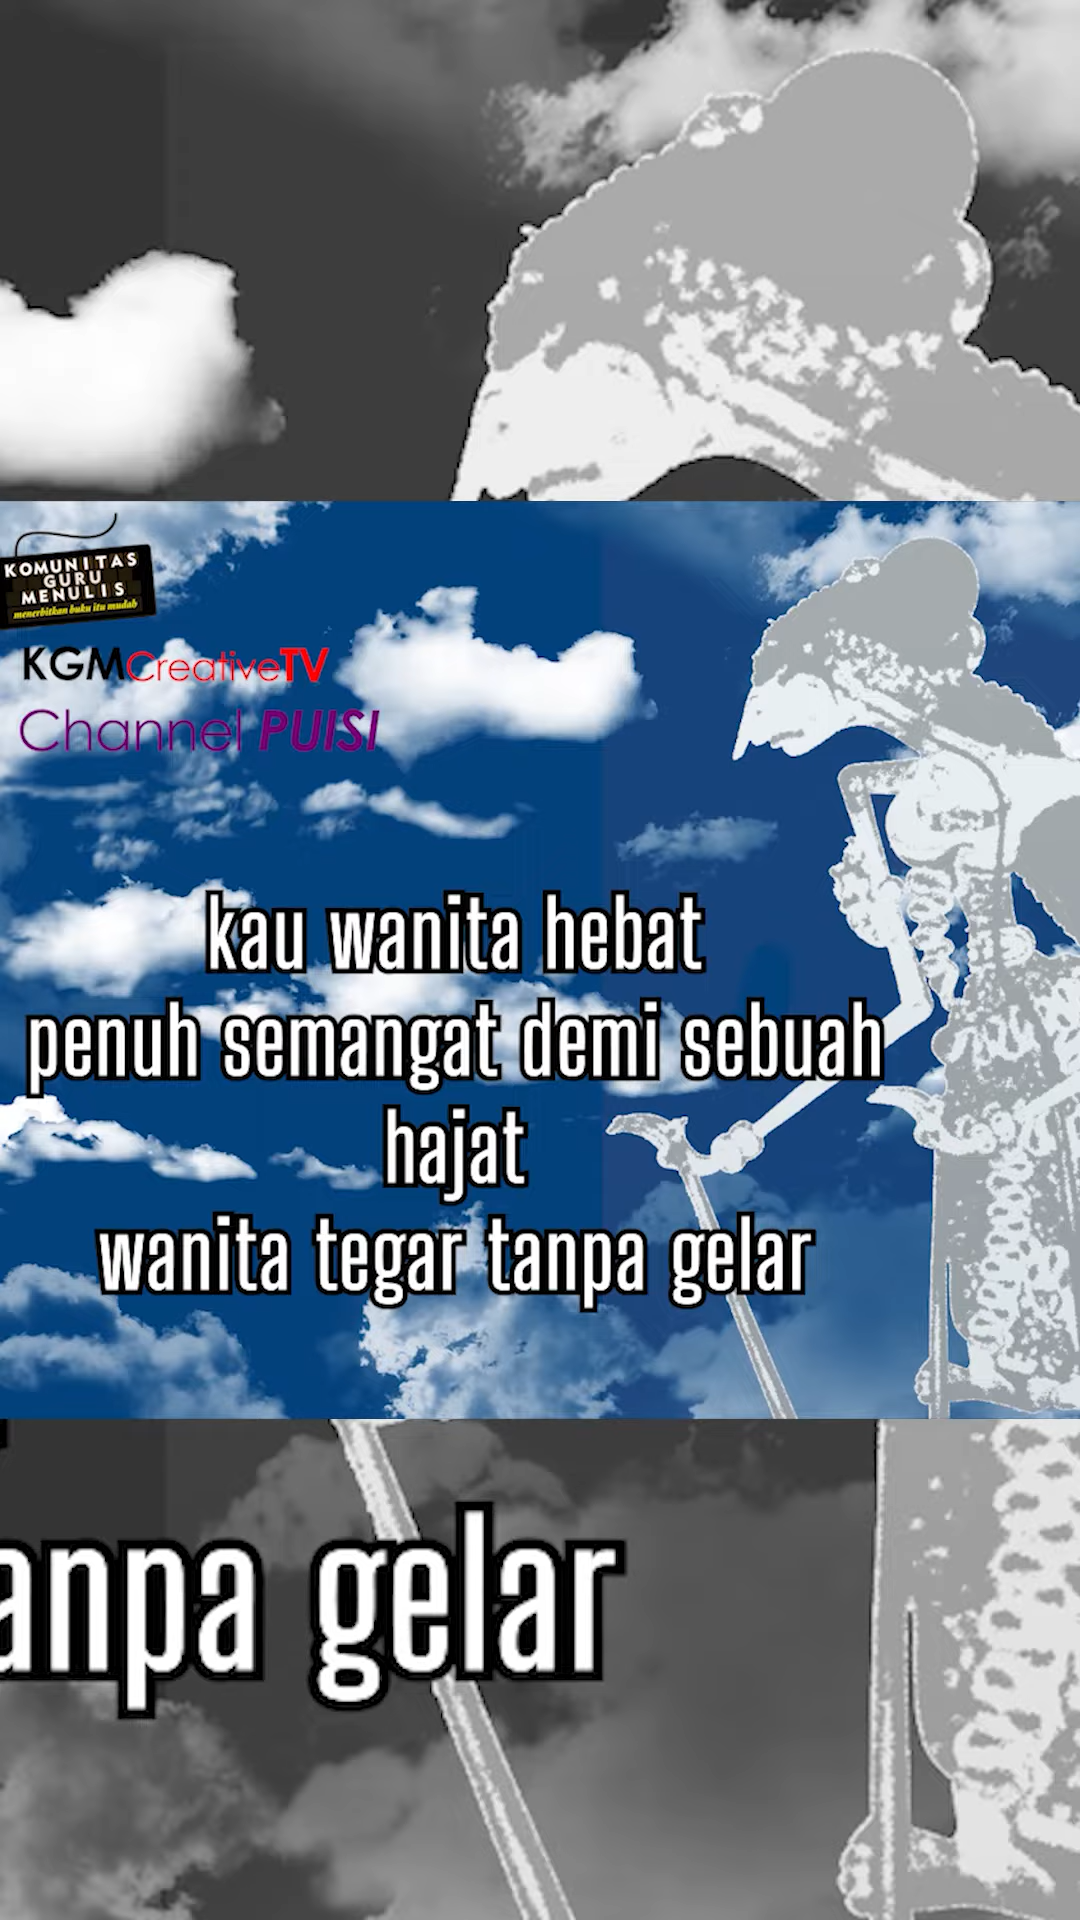 KOMUNITAS
GURU
MENULIS
menerbitkan buku itu mudah
KGMCreativeTV
Channel PUISI
kau wanita hebat
penuh semangat demi sebuah
hajat
wanita tegar tanpa gelar
anpa gelar